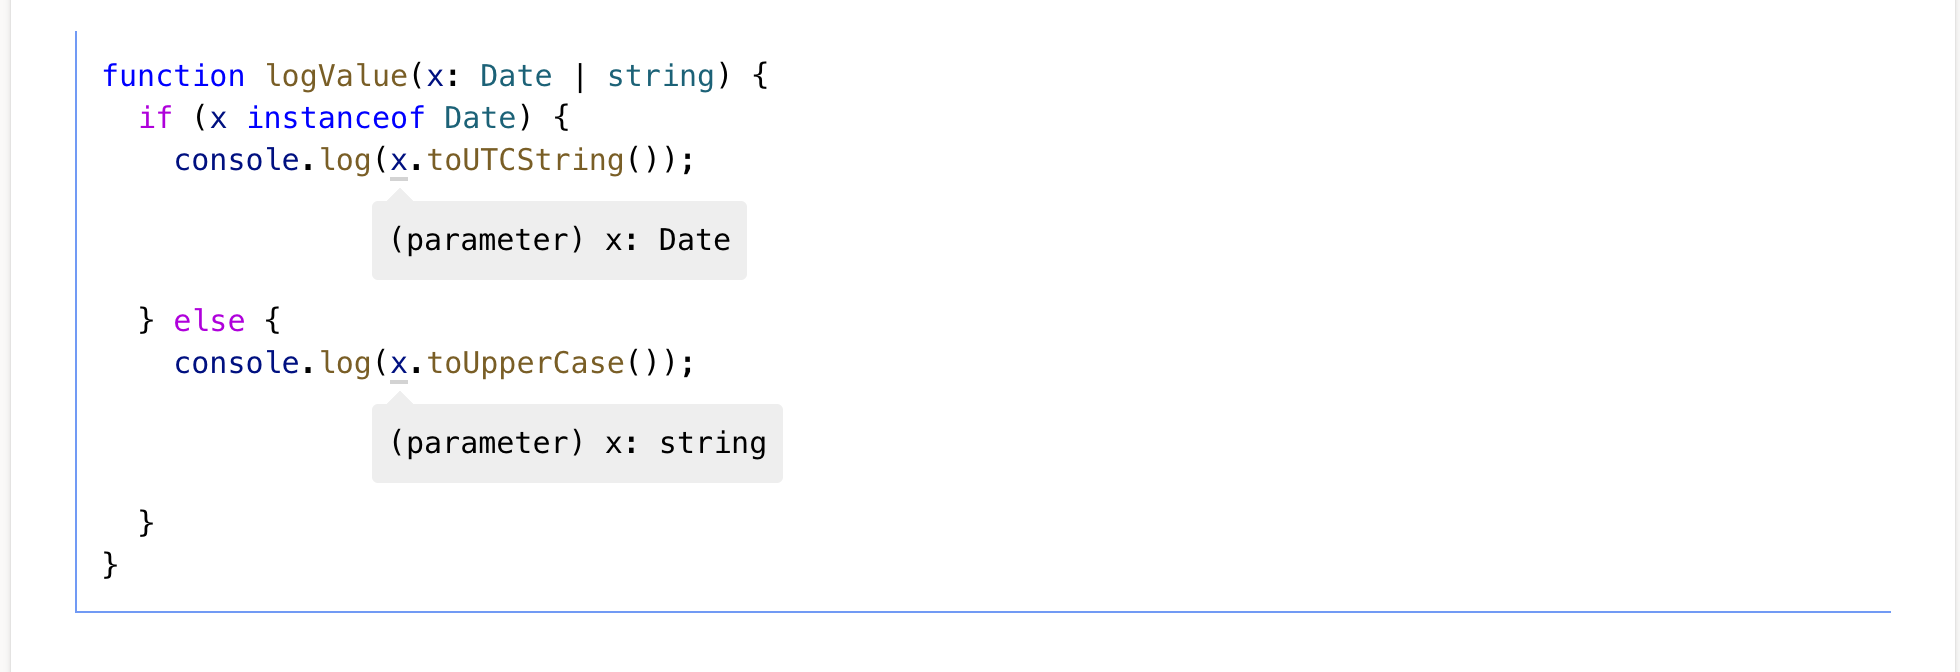 function logValue(x: Date | string) {
  if (x instanceof Date) {
    console.log(x.toUTCString());
(parameter) x: Date
  } else {
    console.log(x.toUpperCase());
(parameter) x: string
  }
}